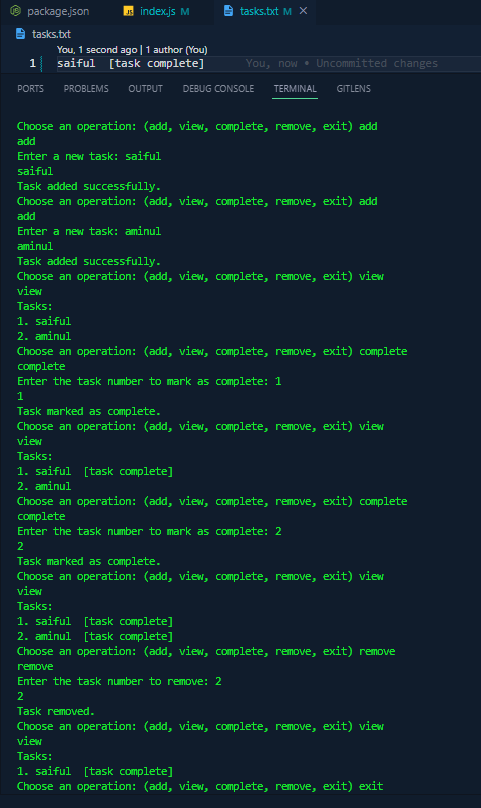 package.json index.js M tasks.txt M
tasks.txt
You, 1 second ago | 1 author (You)
1 saiful  [task complete] You, now • Uncommitted changes
PORTS PROBLEMS OUTPUT DEBUG CONSOLE TERMINAL GITLENS
Choose an operation: (add, view, complete, remove, exit) add
add
Enter a new task: saiful
saiful
Task added successfully.
Choose an operation: (add, view, complete, remove, exit) add
add
Enter a new task: aminul
aminul
Task added successfully.
Choose an operation: (add, view, complete, remove, exit) view
view
Tasks:
1. saiful
2. aminul
Choose an operation: (add, view, complete, remove, exit) complete
complete
Enter the task number to mark as complete: 1
1
Task marked as complete.
Choose an operation: (add, view, complete, remove, exit) view
view
Tasks:
1. saiful  [task complete]
2. aminul
Choose an operation: (add, view, complete, remove, exit) complete
complete
Enter the task number to mark as complete: 2
2
Task marked as complete.
Choose an operation: (add, view, complete, remove, exit) view
view
Tasks:
1. saiful  [task complete]
2. aminul  [task complete]
Choose an operation: (add, view, complete, remove, exit) remove
remove
Enter the task number to remove: 2
2
Task removed.
Choose an operation: (add, view, complete, remove, exit) view
view
Tasks:
1. saiful  [task complete]
Choose an operation: (add, view, complete, remove, exit) exit